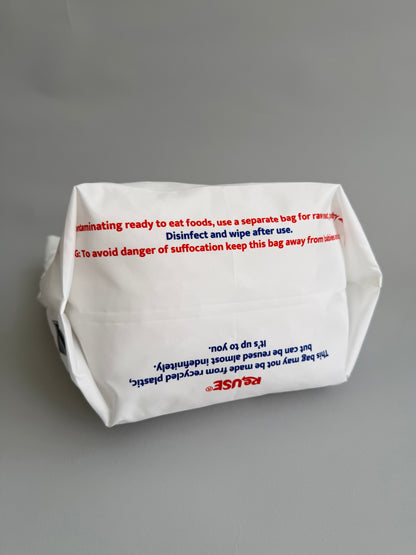 ntaminating ready to eat foods, use a separate bag for raw
Disinfect and wipe after use.
G: To avoid danger of suffocation keep this bag away from babies
ReUSE®
This bag may not be made from recycled plastic,
but can be reused almost indefinitely.
It's up to you.